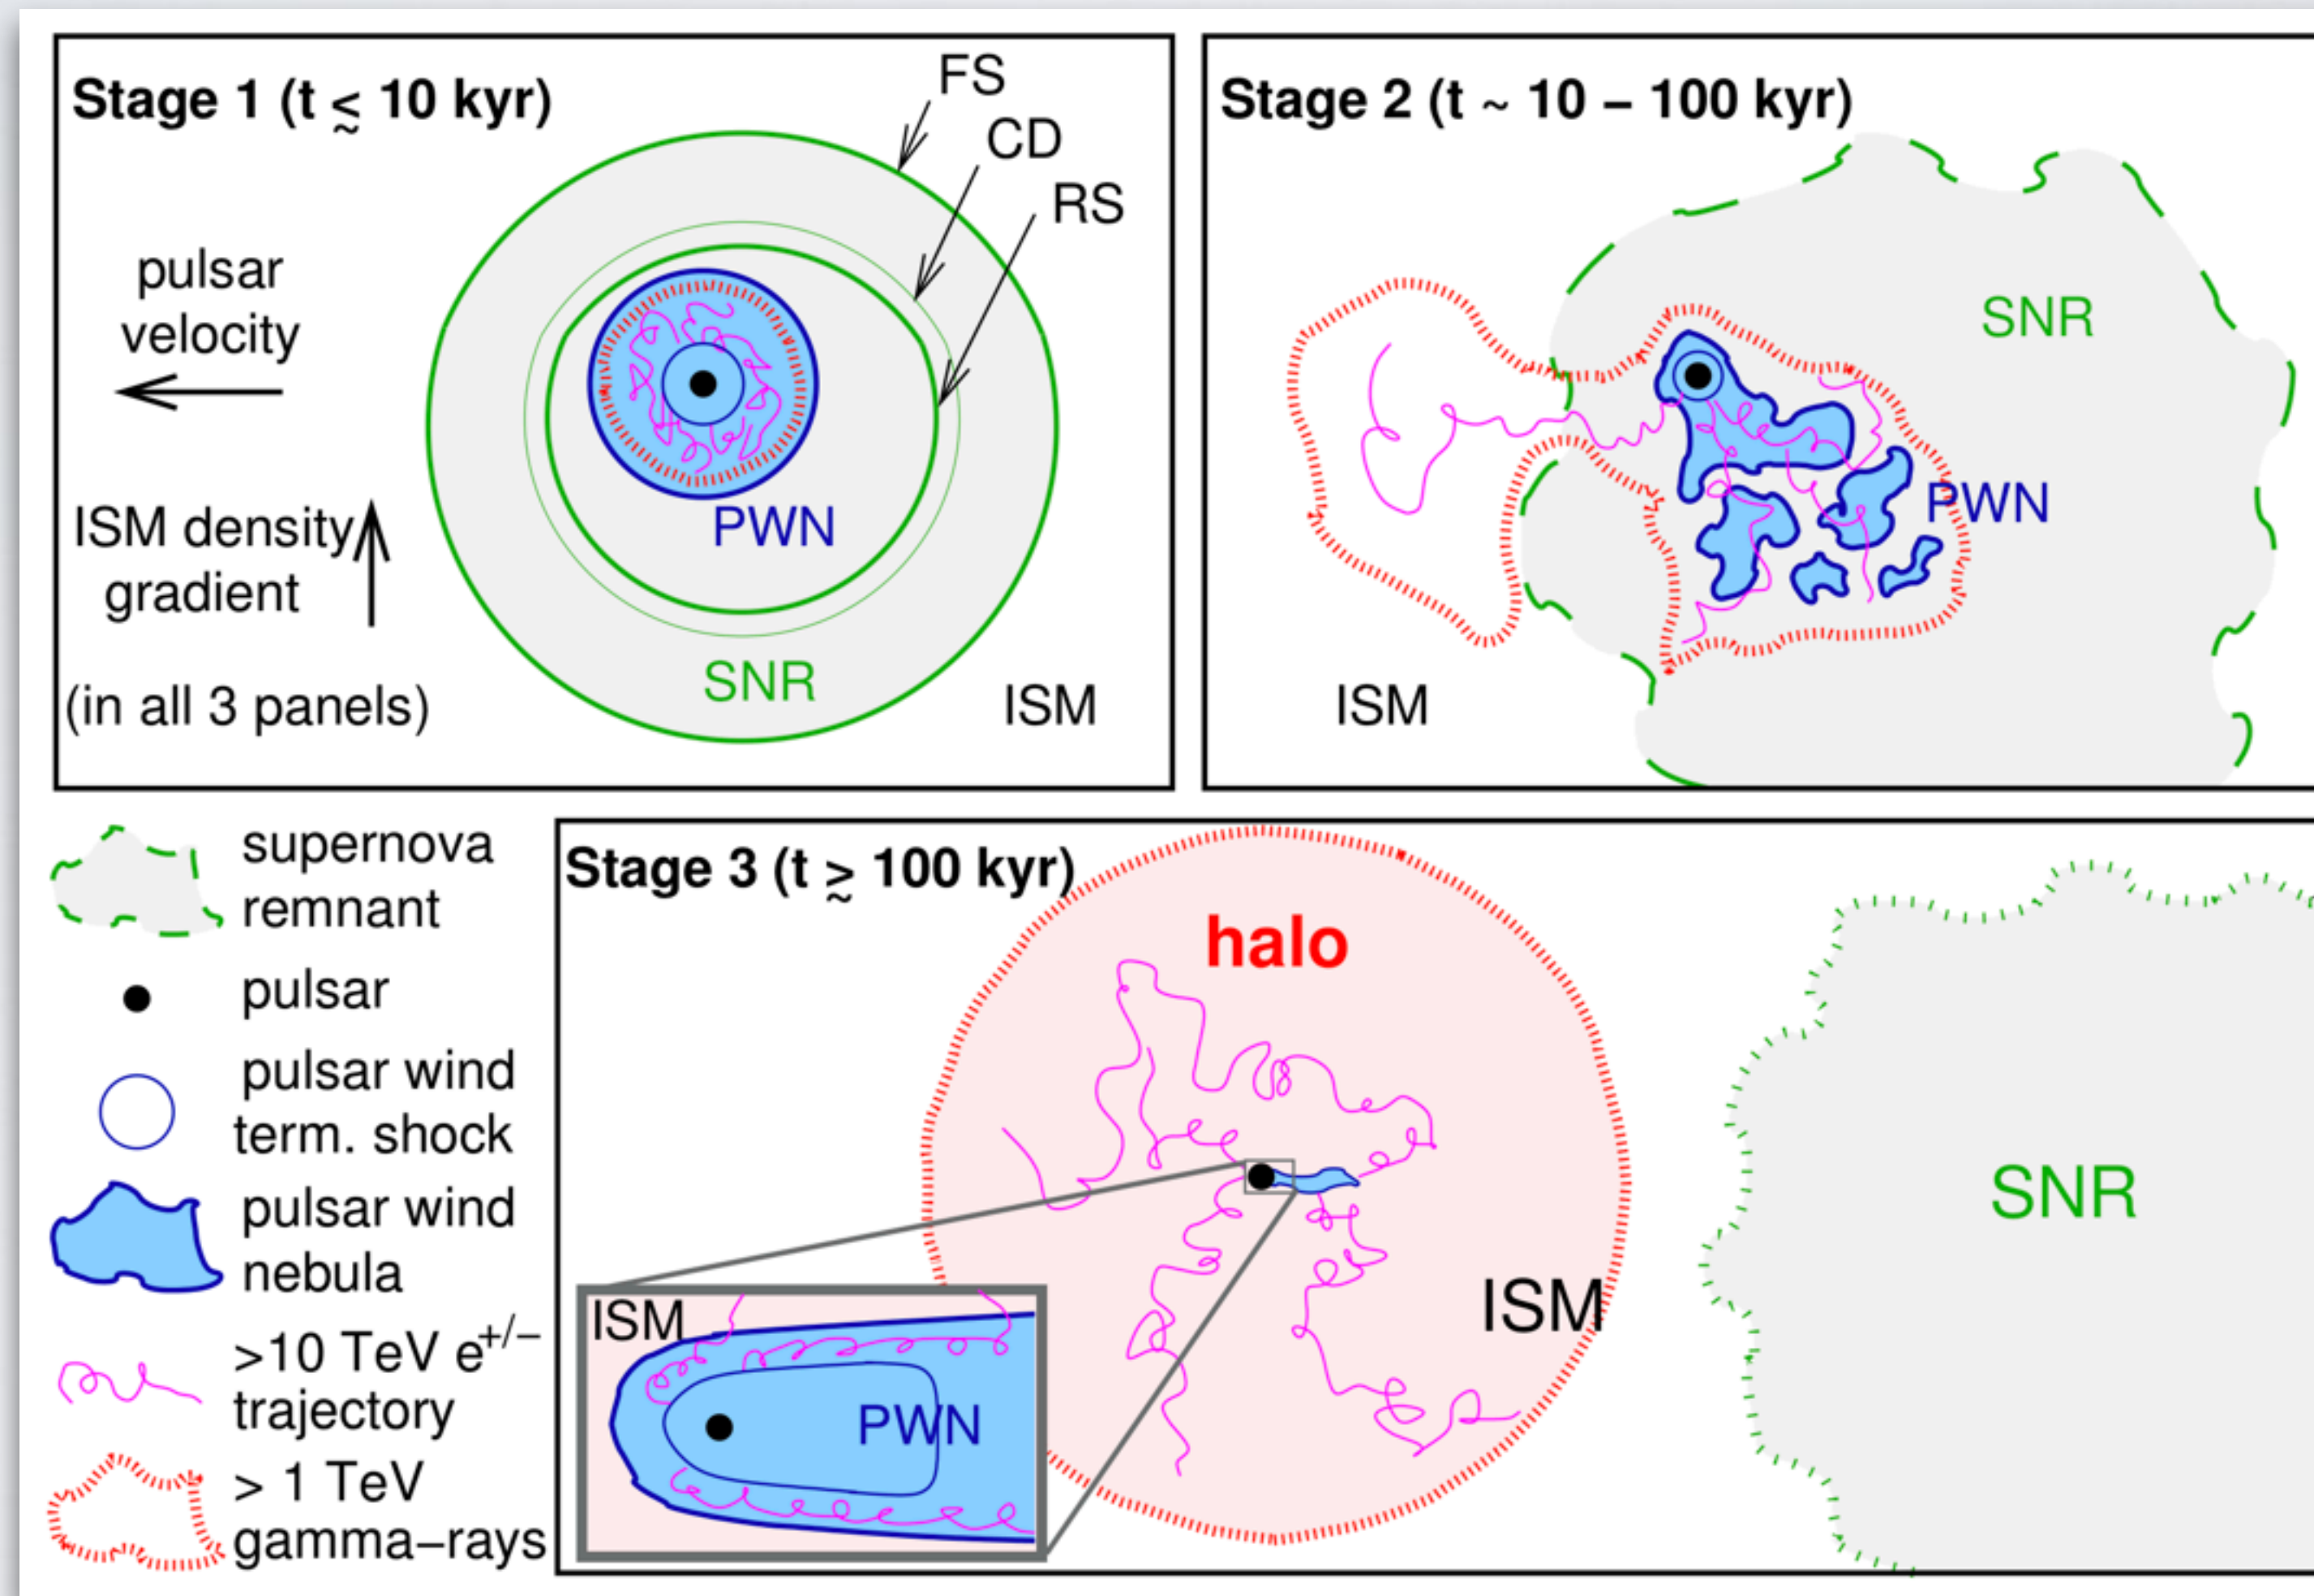 Stage 1 (t ≲ 10 kyr)
FS
CD
RS
pulsar
velocity
ISM density
gradient
(in all 3 panels)
PWN
SNR
ISM
Stage 2 (t ~ 10 – 100 kyr)
SNR
PWN
ISM
supernova
remnant
pulsar
pulsar wind
term. shock
pulsar wind
nebula
>10 TeV e+/−
trajectory
> 1 TeV
gamma−rays
Stage 3 (t ≳ 100 kyr)
halo
ISM
SNR
ISM
PWN